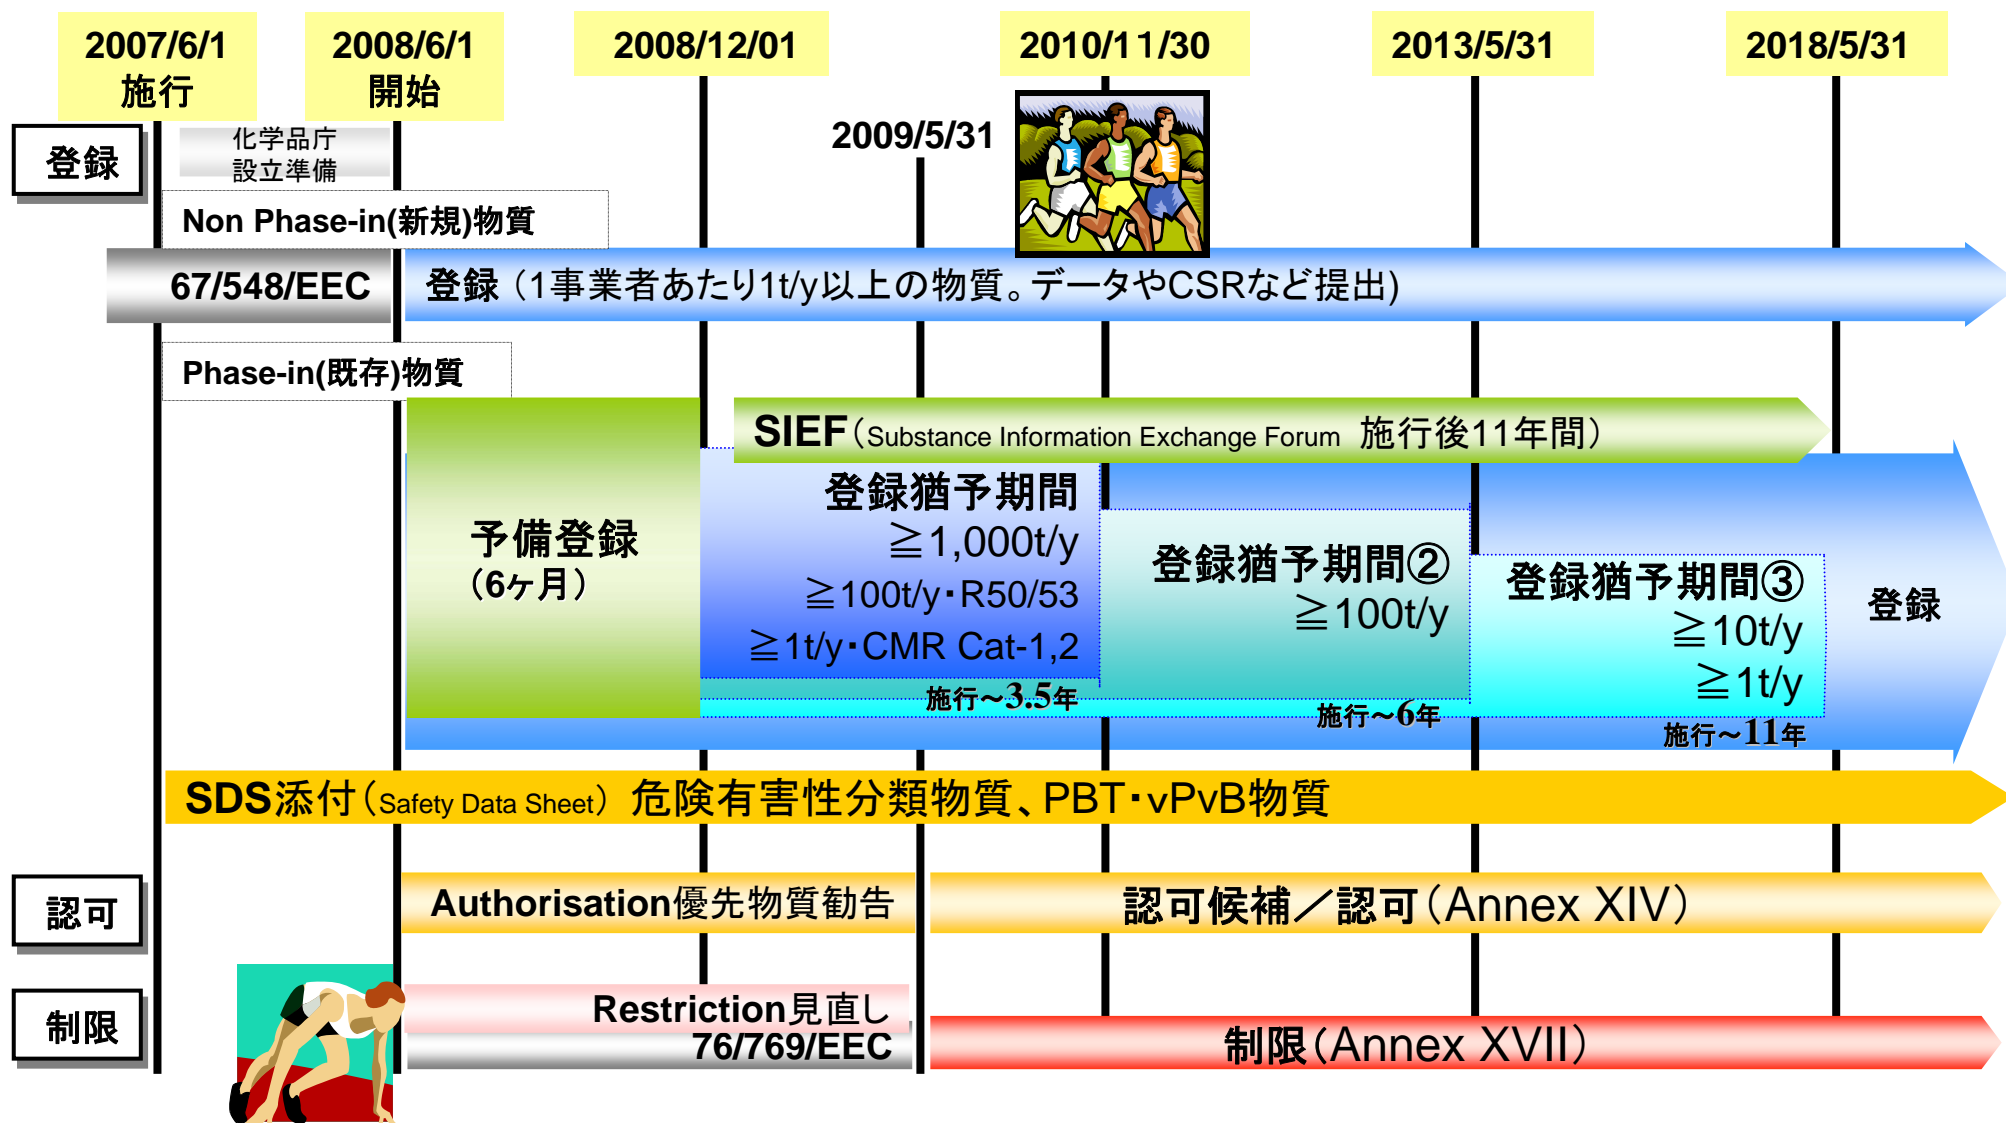 2007/6/1
施行
2008/6/1
開始
2008/12/01
2010/11/30
2013/5/31
2018/5/31
2009/5/31
登録
化学品庁
設立準備
Non Phase-in(新規)物質
67/548/EEC
登録（1事業者あたり1t/y以上の物質。データやCSRなど提出)
Phase-in(既存)物質
SIEF（Substance Information Exchange Forum 施行後11年間）
予備登録
（6ヶ月）
登録猶予期間
≧1,000t/y
≧100t/y・R50/53
≧1t/y・CMR Cat-1,2
施行～3.5年
登録猶予期間②
≧100t/y
施行～6年
登録猶予期間③
≧10t/y
≧1t/y
施行～11年
登録
SDS添付（Safety Data Sheet） 危険有害性分類物質、PBT・vPvB物質
認可
Authorisation優先物質勧告
認可候補／認可（Annex XIV）
制限
Restriction見直し
76/769/EEC
制限（Annex XVII）